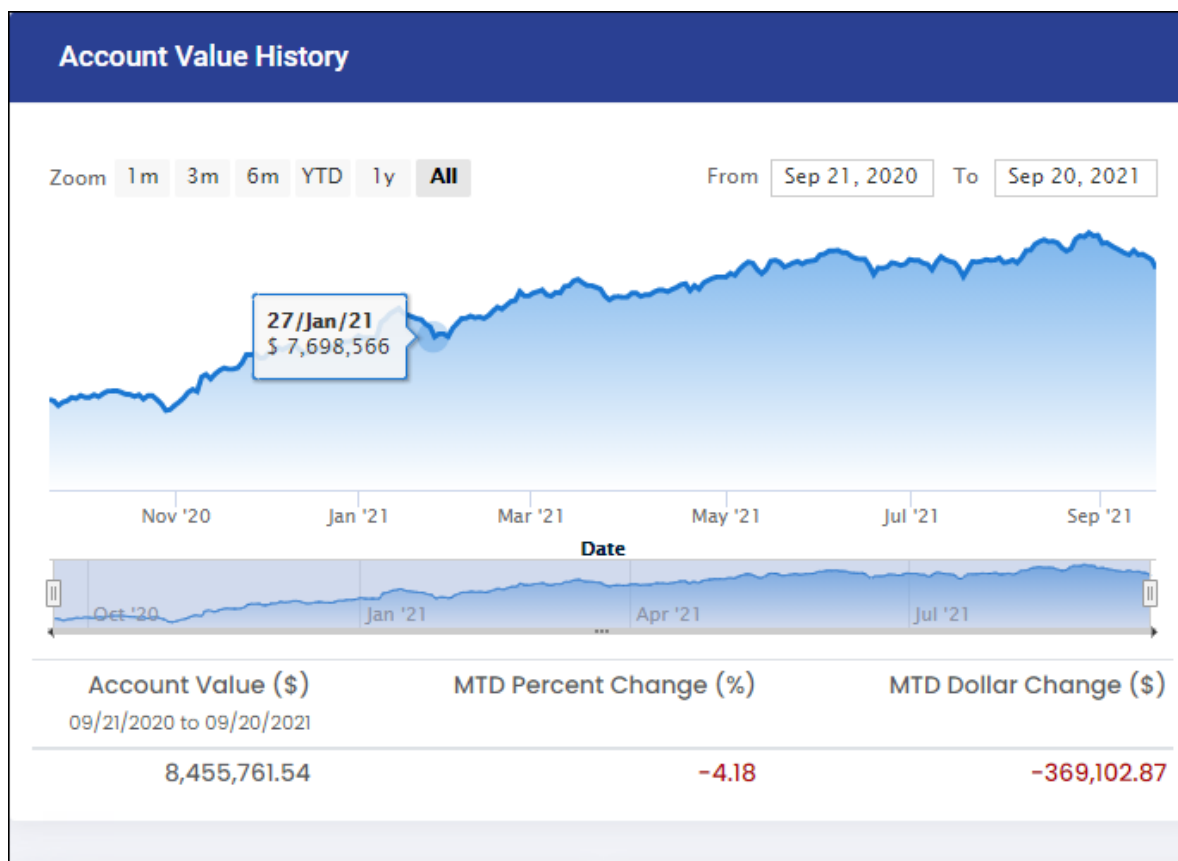 Account Value History
Zoom 1m 3m 6m YTD 1y All From Sep 21, 2020 To Sep 20, 2021
27/Jan/21
$ 7,698,566
Nov '20 Jan '21 Mar '21 May '21 Jul '21 Sep '21
Date
Oct '20 Jan '21 Apr '21 Jul '21
Account Value ($) MTD Percent Change (%) MTD Dollar Change ($)
09/21/2020 to 09/20/2021
8,455,761.54 -4.18 -369,102.87